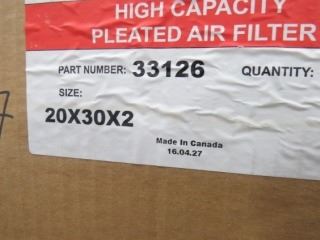 HIGH CAPACITY
PLEATED AIR FILTER
PART NUMBER: 33126 QUANTITY:
SIZE:
20X30X2
Made In Canada
16.04.27